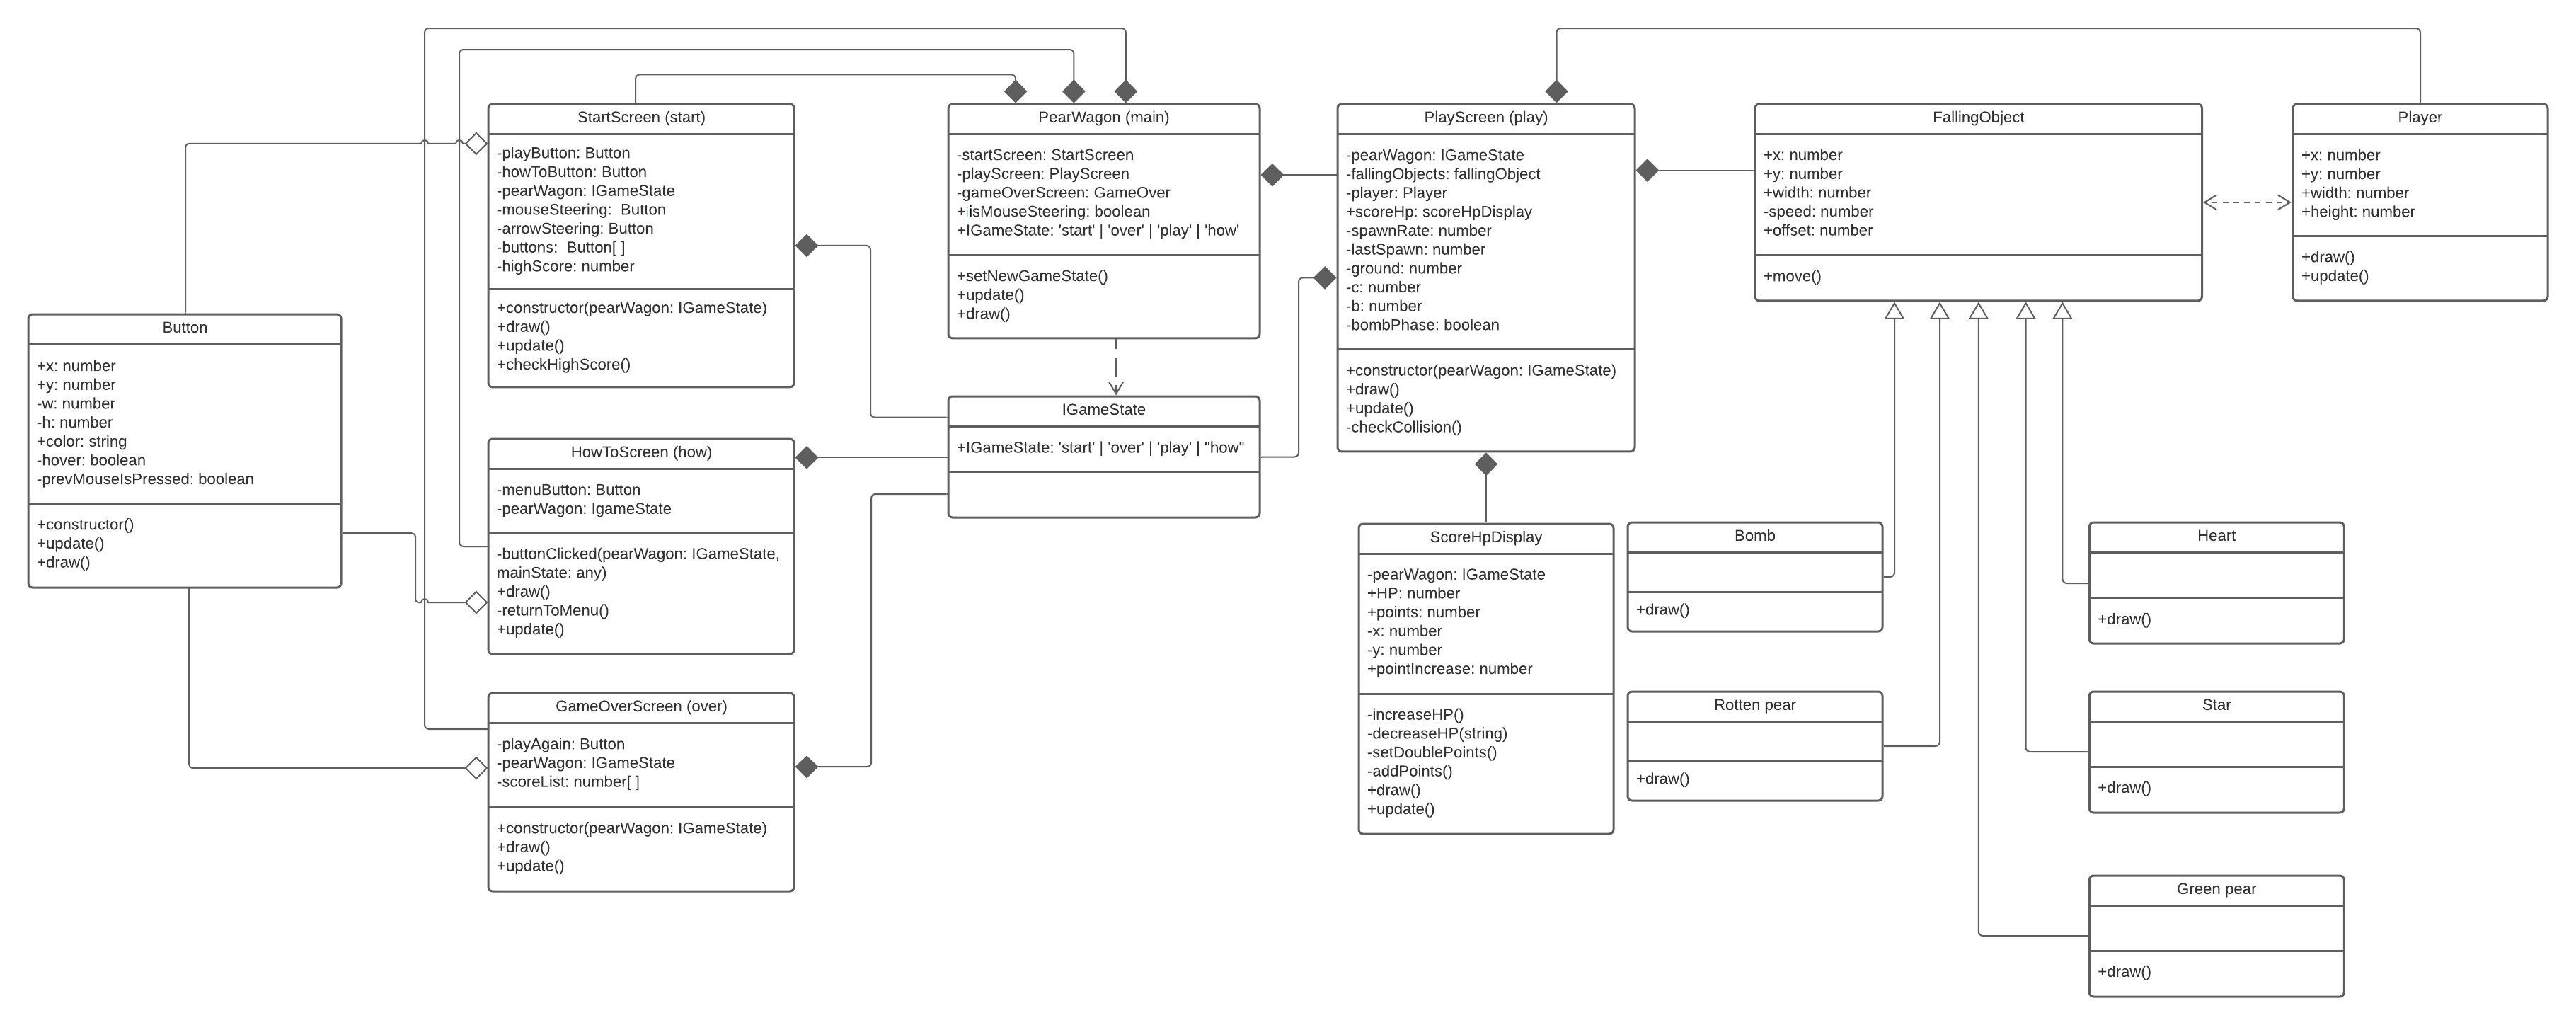 StartScreen (start)
-playButton: Button
-howToButton: Button
-pearWagon: IGameState
-mouseSteering:  Button
-arrowSteering: Button
-buttons:  Button[ ]
-highScore: number
+constructor(pearWagon: IGameState)
+draw()
+update()
+checkHighScore()
PearWagon (main)
-startScreen: StartScreen
-playScreen: PlayScreen
-gameOverScreen: GameOver
+isMouseSteering: boolean
+IGameState: 'start' | 'over' | 'play' | 'how'
+setNewGameState()
+update()
+draw()
PlayScreen (play)
-pearWagon: IGameState
-fallingObjects: fallingObject
-player: Player
+scoreHp: scoreHpDisplay
-spawnRate: number
-lastSpawn: number
-ground: number
-c: number
-b: number
-bombPhase: boolean
+constructor(pearWagon: IGameState)
+draw()
+update()
-checkCollision()
FallingObject
+x: number
+y: number
+width: number
-speed: number
+offset: number
+move()
Player
+x: number
+y: number
+width: number
+height: number
+draw()
+update()
Button
+x: number
+y: number
-w: number
-h: number
+color: string
-hover: boolean
-prevMouseIsPressed: boolean
+constructor()
+update()
+draw()
IGameState
+IGameState: 'start' | 'over' | 'play' | "how"
HowToScreen (how)
-menuButton: Button
-pearWagon: IgameState
-buttonClicked(pearWagon: IGameState,
mainState: any)
+draw()
-returnToMenu()
+update()
GameOverScreen (over)
-playAgain: Button
-pearWagon: IGameState
-scoreList: number[ ]
+constructor(pearWagon: IGameState)
+draw()
+update()
ScoreHpDisplay
-pearWagon: IGameState
+HP: number
+points: number
-x: number
-y: number
+pointIncrease: number
-increaseHP()
-decreaseHP(string)
-setDoublePoints()
-addPoints()
+draw()
+update()
Bomb
+draw()
Heart
+draw()
Rotten pear
+draw()
Star
+draw()
Green pear
+draw()